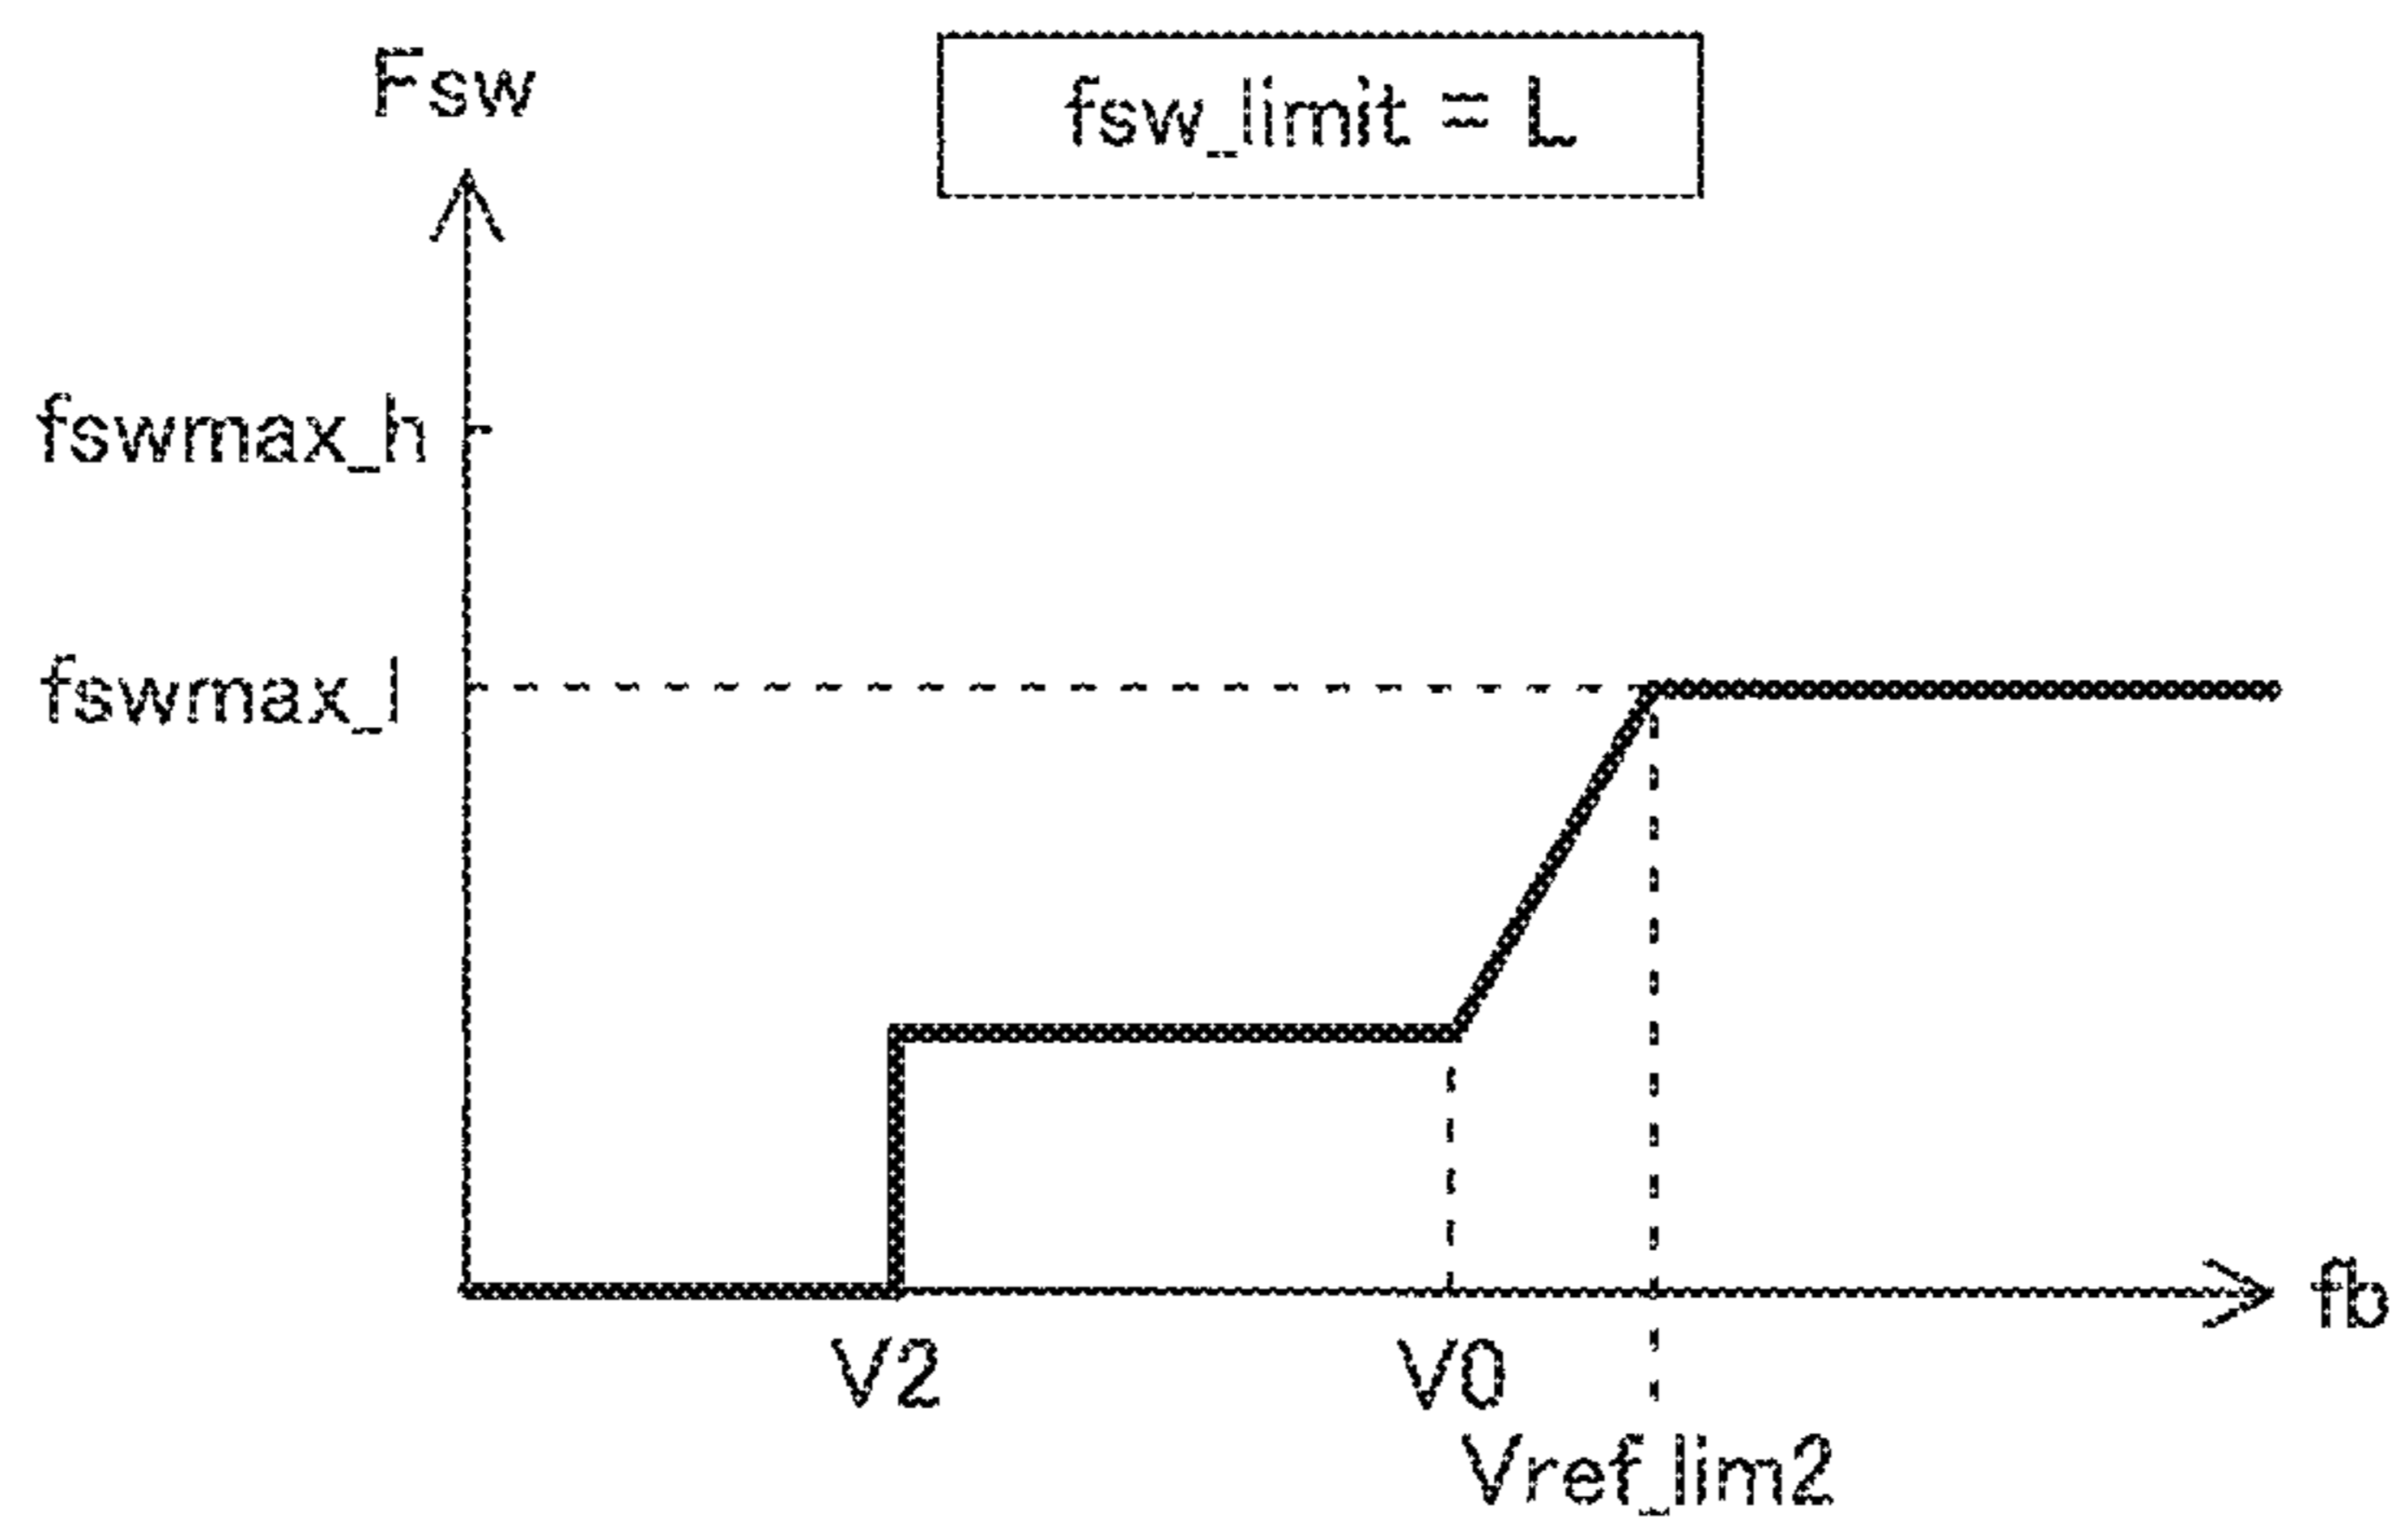 Fsw
fsw_limit = L
fswmax_h
fswmax_l
fb
V2
V0
Vref_lim2